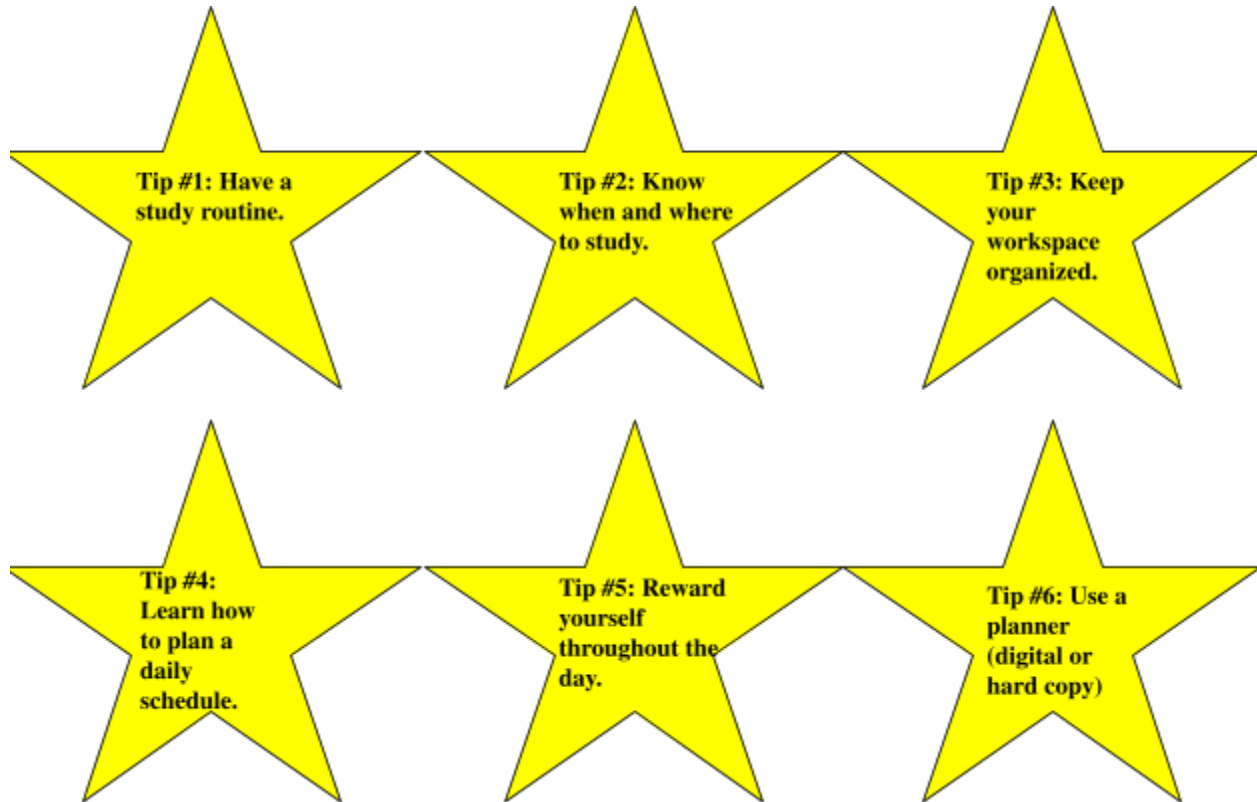 Tip #1: Have a
study routine.
Tip #2: Know
when and where
to study.
Tip #3: Keep
your
workspace
organized.
Tip #4:
Learn how
to plan a
daily
schedule.
Tip #5: Reward
yourself
throughout the
day.
Tip #6: Use a
planner
(digital or
hard copy)